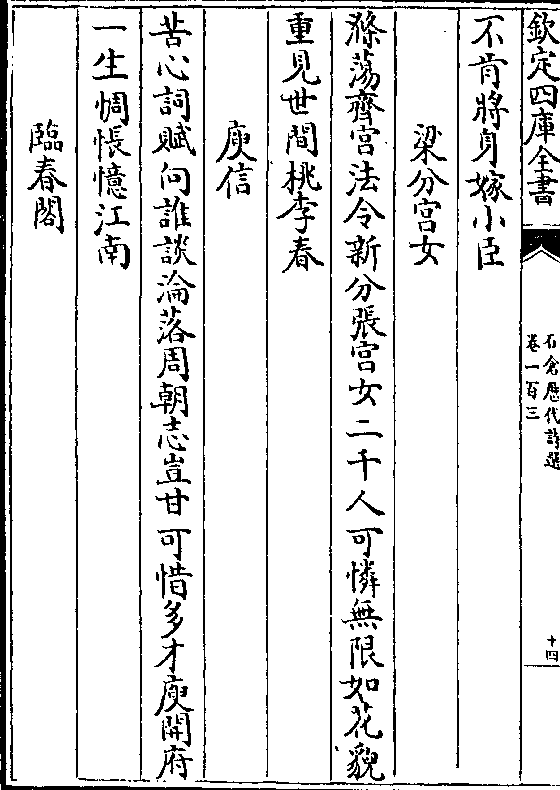 欽定四庫全書
石倉歷代詩選
卷一百三
十四
不肯將身嫁小臣
梁分宮女
滌蕩齊宮法令新分張宮女二千人可憐無限如花貌
重見世間桃李春
庾信
苦心詞賦向誰談淪落周朝志豈甘可惜多才庾開府
一生惆悵憶江南
臨春閣